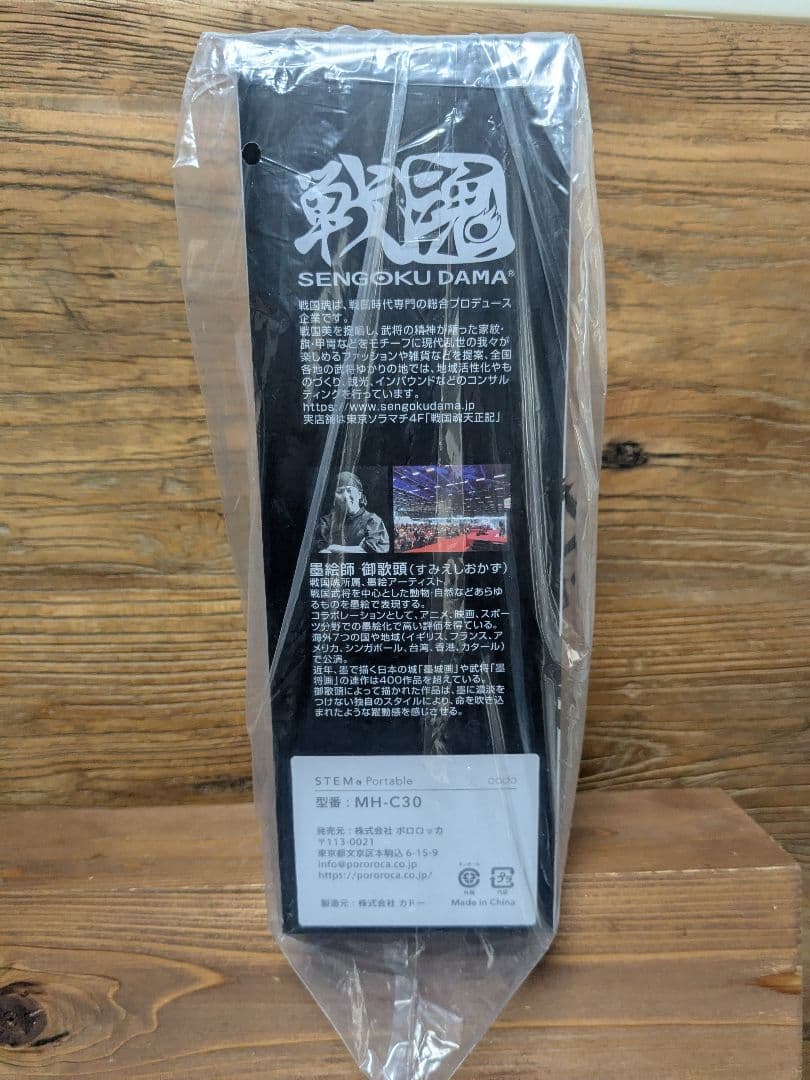 戦魂
SENGOKU DAMA®
戦国魂は、戦国時代専門の総合プロデュース
企業です。
戦国美を提唱し、武将の精神が籠った家紋・
旗・甲冑などをモチーフに現代乱世の我々が
楽しめるファッションや雑貨などを提案、全国
各地の武将ゆかりの地では、地域活性化やも
のづくり、観光、インバウンドなどのコンサル
ティングを行っています。
https://www.sengokudama.jp
実店舗は東京ソラマチ4F「戦国魂天正記」
墨絵師 御歌頭(すみえしおかず)
戦国魂所属、墨絵アーティスト。
戦国武将を中心とした動物・自然などあらゆ
るものを墨絵で表現する。
コラボレーションとして、アニメ、映画、スポー
ツ分野での墨絵化で高い評価を得ている。
海外7つの国や地域(イギリス、フランス、ア
メリカ、シンガポール、台湾、香港、カタール)
で公演。
近年、墨で描く日本の城「墨城画」や武将「墨
将画」の連作は400作品を超えている。
御歌頭によって描かれた作品は、墨に濃淡を
つけない独自のスタイルにより、命を吹き込
まれたような躍動感を感じさせる。
STEM α Portable cado
型番：MH-C30
発売元：株式会社 ポロロッカ
〒113-0021
東京都文京区本駒込 6-15-9
info@pororoca.co.jp
https://pororoca.co.jp/
製造元：株式会社 カドー
Made in China